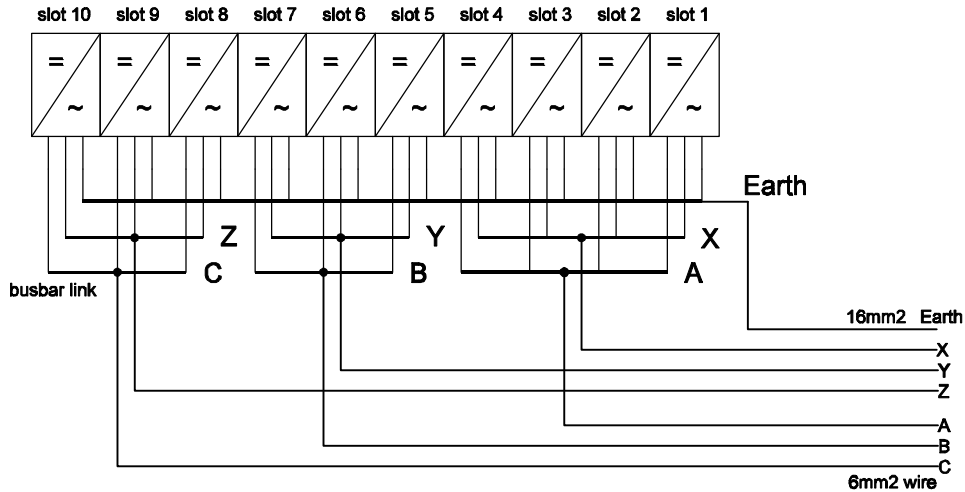 slot 10 slot 9 slot 8 slot 7 slot 6 slot 5 slot 4 slot 3 slot 2 slot 1
= = = = = = = = = =
~ ~ ~ ~ ~ ~ ~ ~ ~ ~
Earth
Z Y X
C B A
busbar link
16mm2 Earth
X
Y
Z
A
B
C
6mm2 wire